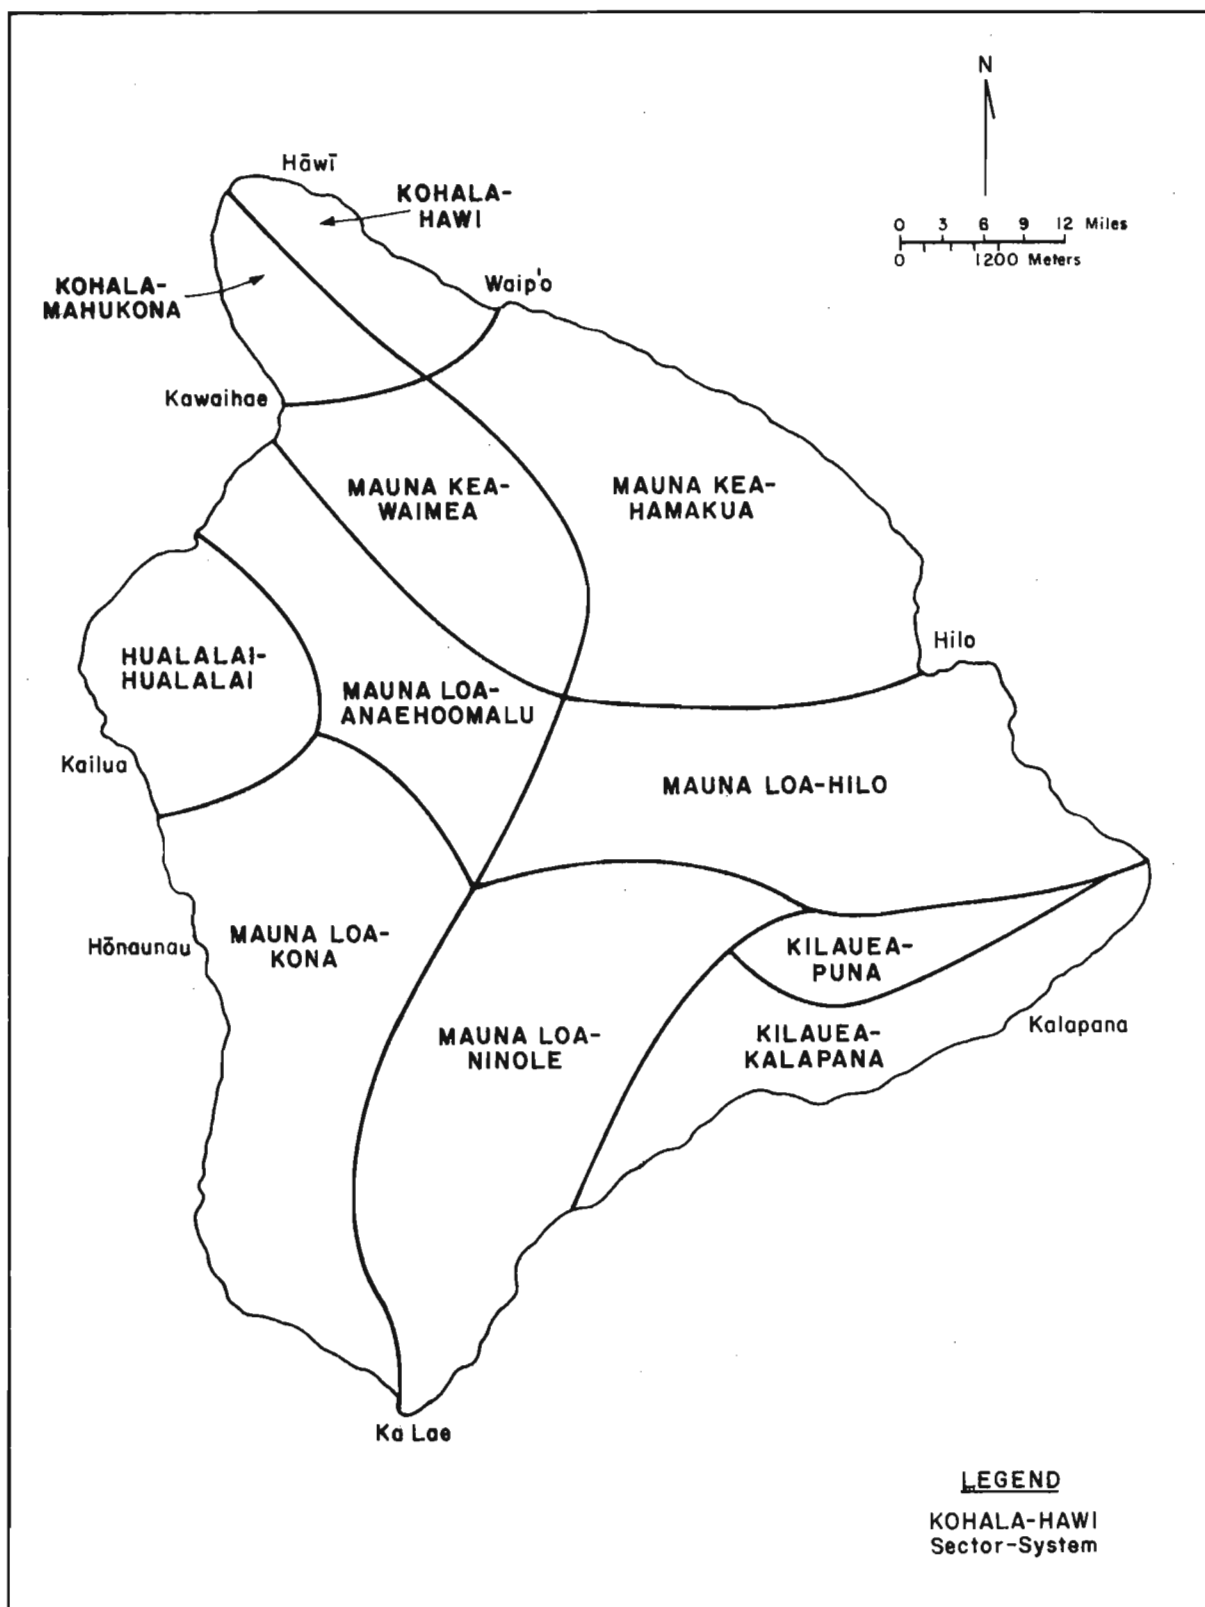 N
0 3 6 9 12 Miles
0 1200 Meters
Hāwī
KOHALA-
HAWI
KOHALA-
MAHUKONA
Waip'o
Kawaihae
MAUNA KEA-
WAIMEA
MAUNA KEA-
HAMAKUA
Hilo
HUALALAI-
HUALALAI
MAUNA LOA-
ANAEHOOMALU
Kailua
MAUNA LOA-HILO
Hōnaunau
MAUNA LOA-
KONA
KILAUEA-
PUNA
Kalapana
MAUNA LOA-
NINOLE
KILAUEA-
KALAPANA
Ka Lae
LEGEND
KOHALA-HAWI
Sector-System